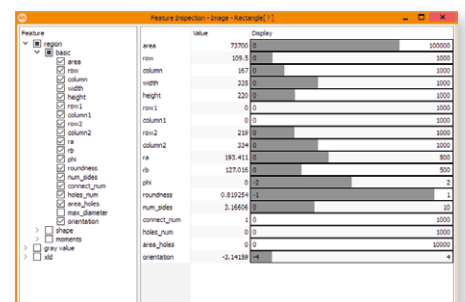 Feature Inspection - Image - Rectangle[ ? ]
Feature
region
basic
area
row
column
width
height
row1
column1
row2
column2
ra
rb
phi
roundness
num_sides
connect_num
holes_num
area_holes
max_diameter
orientation
shape
moments
gray value
xld
Value Display
area 73700 0 100000
row 109.5 0 1000
column 167 0 1000
width 335 0 1000
height 220 0 1000
row1 0 0 1000
column1 0 0 1000
row2 219 0 1000
column2 334 0 1000
ra 193.411 0 500
rb 127.016 0 500
phi 0 -2 2
roundness 0.819254 -1 1
num_sides 3.16606 0 10
connect_num 1 0 1000
holes_num 0 0 1000
area_holes 0 0 10000
orientation -3.14159 -4 4